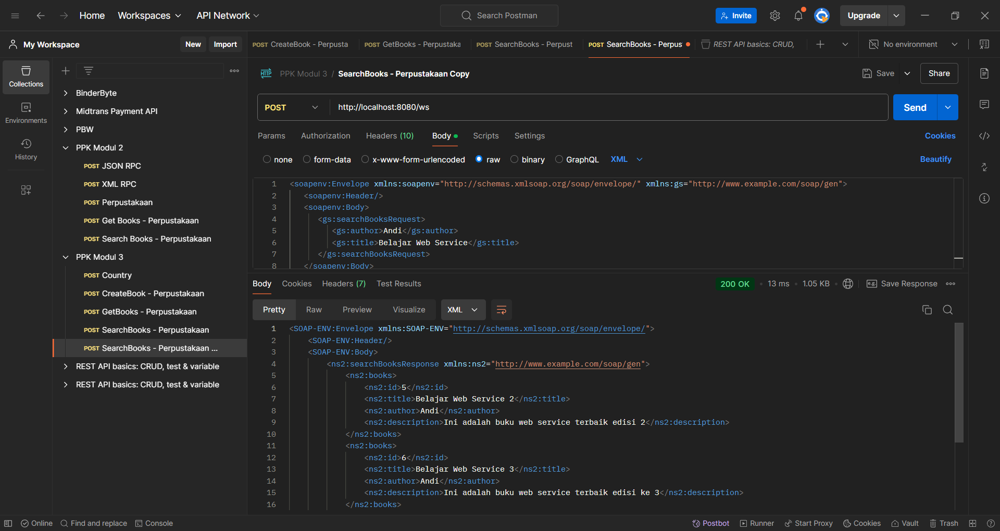 Home
Workspaces
API Network
Search Postman
Invite
Upgrade
My Workspace
New
Import
POST CreateBook - Perpusta
POST GetBooks - Perpustaka
POST SearchBooks - Perpust
POST SearchBooks - Perpus
REST API basics: CRUD,
No environment
Collections
Environments
History
BinderByte
Midtrans Payment API
PBW
PPK Modul 2
POST JSON RPC
POST XML RPC
POST Perpustakaan
POST Get Books - Perpustakaan
POST Search Books - Perpustakaan
PPK Modul 3
POST Country
POST CreateBook - Perpustakaan
POST GetBooks - Perpustakaan
POST SearchBooks - Perpustakaan
POST SearchBooks - Perpustakaan ...
REST API basics: CRUD, test & variable
REST API basics: CRUD, test & variable
HTTP PPK Modul 3 / SearchBooks - Perpustakaan Copy
Save
Share
POST
http://localhost:8080/ws
Send
Params Authorization Headers (10) Body Scripts Settings
Cookies
none form-data x-www-form-urlencoded raw binary GraphQL XML
Beautify
1 <soapenv:Envelope xmlns:soapenv="http://schemas.xmlsoap.org/soap/envelope/" xmlns:gs="http://www.example.com/soap/gen">
2 <soapenv:Header/>
3 <soapenv:Body>
4 <gs:searchBooksRequest>
5 <gs:author>Andi</gs:author>
6 <gs:title>Belajar Web Service</gs:title>
7 </gs:searchBooksRequest>
8 </soapenv:Body>
Body Cookies Headers (7) Test Results
200 OK • 13 ms • 1.05 KB •
e.g. Save Response
Pretty Raw Preview Visualize XML
1 <SOAP-ENV:Envelope xmlns:SOAP-ENV="http://schemas.xmlsoap.org/soap/envelope/">
2 <SOAP-ENV:Header/>
3 <SOAP-ENV:Body>
4 <ns2:searchBooksResponse xmlns:ns2="http://www.example.com/soap/gen">
5 <ns2:books>
6 <ns2:id>5</ns2:id>
7 <ns2:title>Belajar Web Service 2</ns2:title>
8 <ns2:author>Andi</ns2:author>
9 <ns2:description>Ini adalah buku web service terbaik edisi 2</ns2:description>
10 </ns2:books>
11 <ns2:books>
12 <ns2:id>6</ns2:id>
13 <ns2:title>Belajar Web Service 3</ns2:title>
14 <ns2:author>Andi</ns2:author>
15 <ns2:description>Ini adalah buku web service terbaik edisi ke 3</ns2:description>
16 </ns2:books>
Online
Find and replace
Console
Postbot
Runner
Start Proxy
Cookies
Vault
Trash